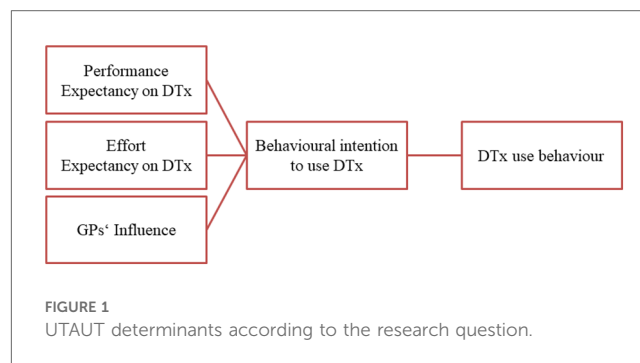 Performance
Expectancy on DTx
Effort
Expectancy on DTx
GPs‘ Influence
Behavioural intention
to use DTx
DTx use behaviour
FIGURE 1
UTAUT determinants according to the research question.